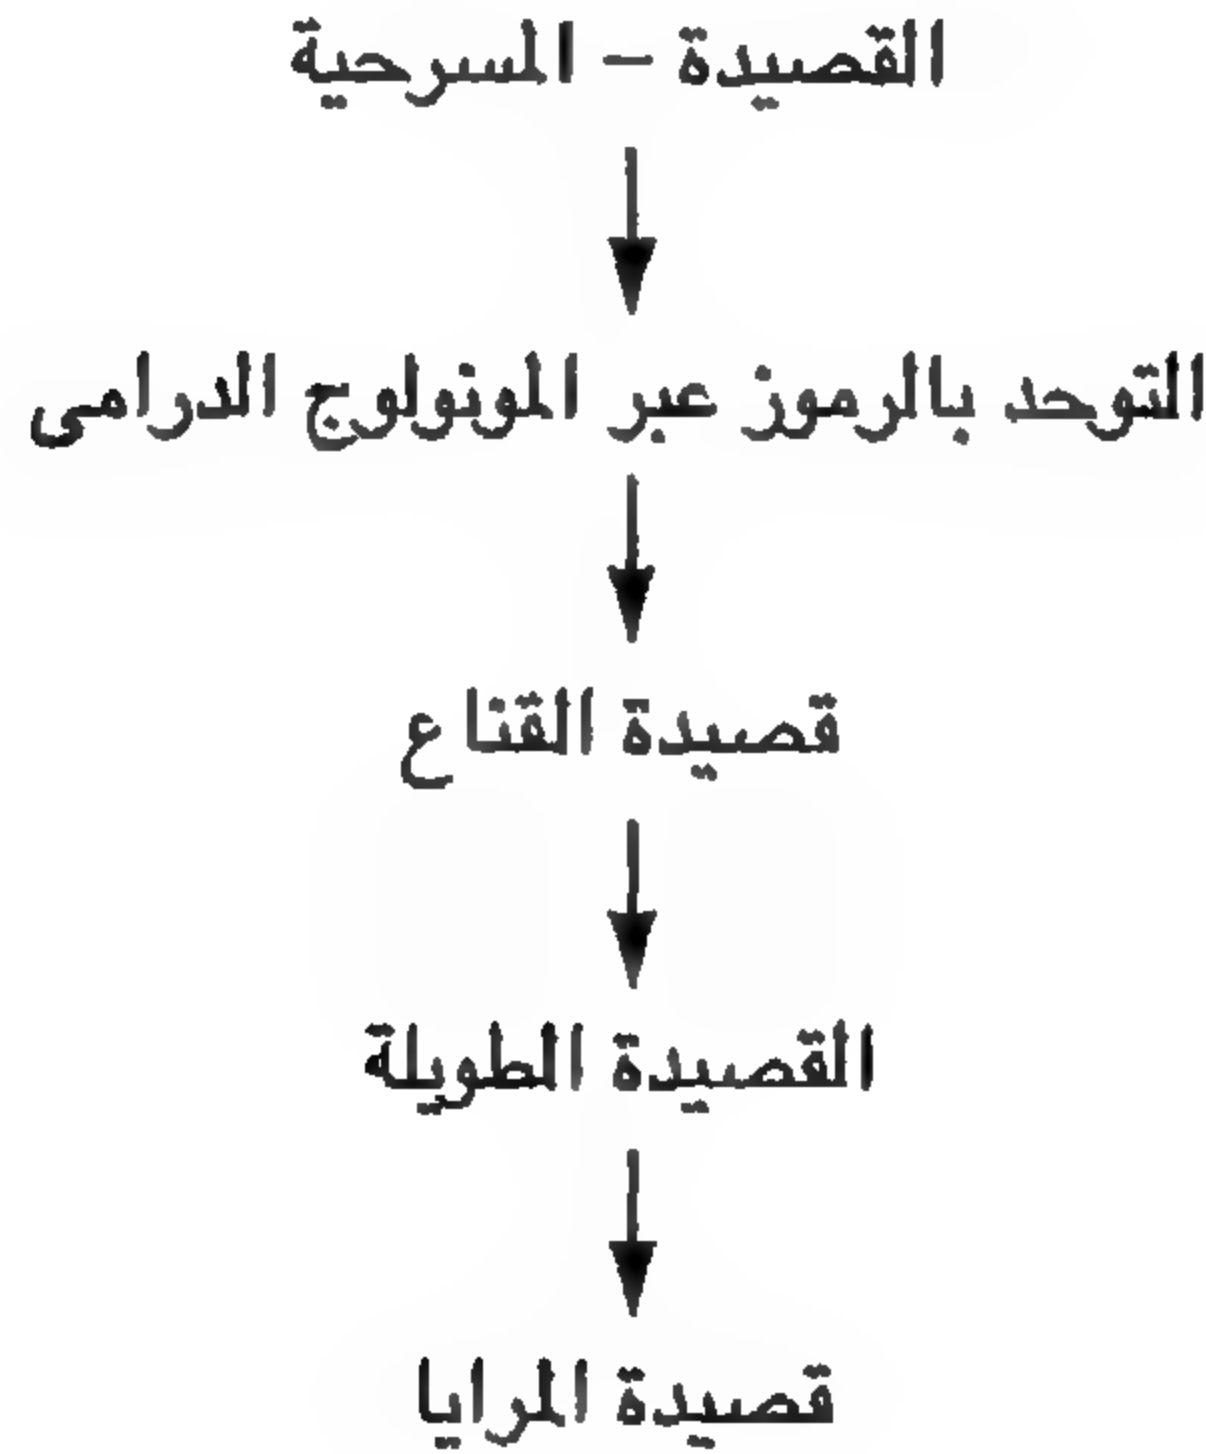 القصيدة – المسرحية
التوحد بالرموز عبر المونولوج الدرامى
قصيدة القناع
القصيدة الطويلة
قصيدة المرايا